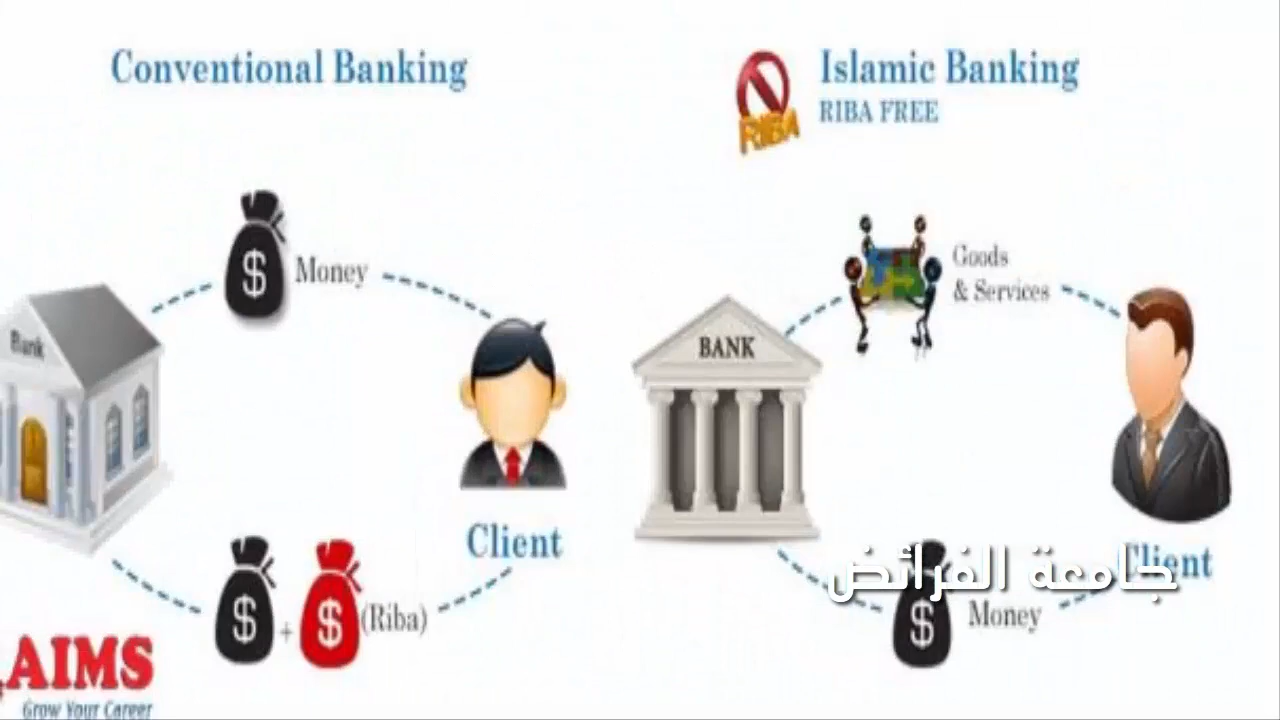 Conventional Banking
Islamic Banking
RIBA FREE
RIBA
$ Money
Goods
& Services
Bank
BANK
Client
Client
جامعة الفرائض
$ + $ (Riba)
$ Money
AIMS
Grow Your Career